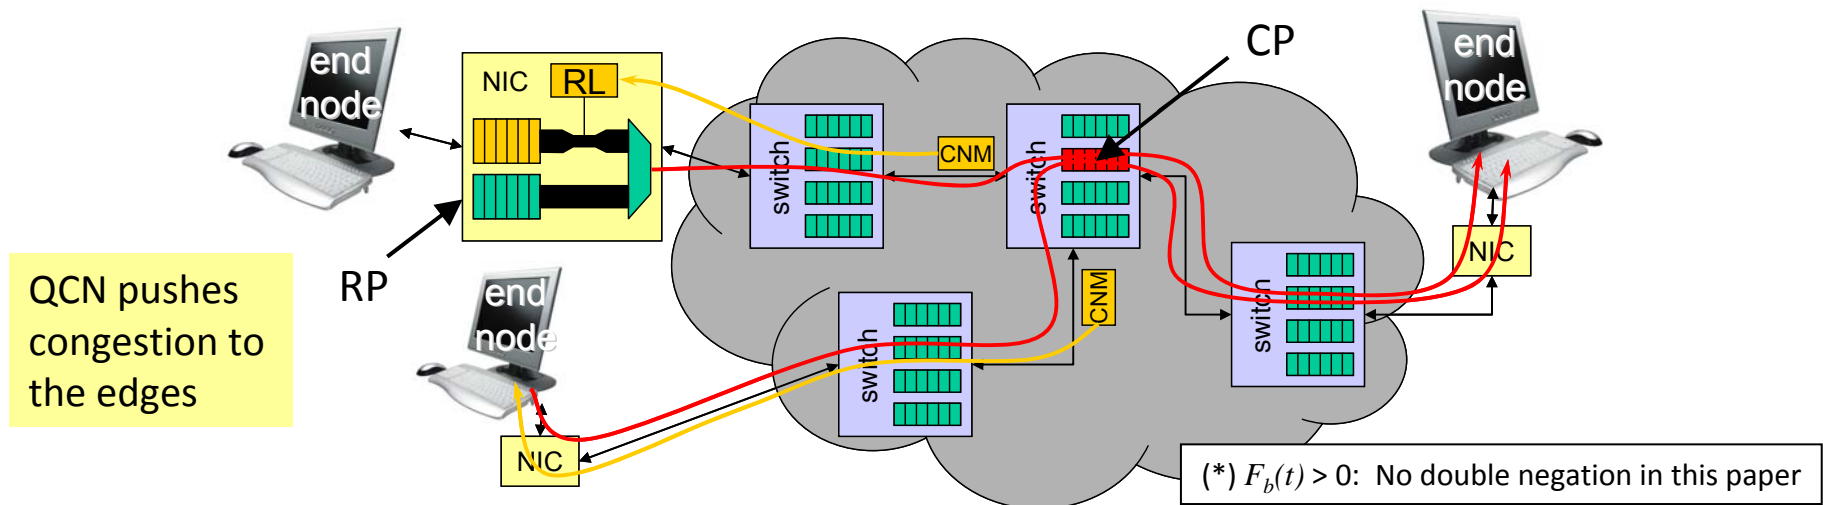 end
node
NIC
RL
RP
QCN pushes
congestion to
the edges
end
node
NIC
switch
CNM
switch
CP
switch
CNM
switch
end
node
NIC
(*) F_b(t) > 0: No double negation in this paper